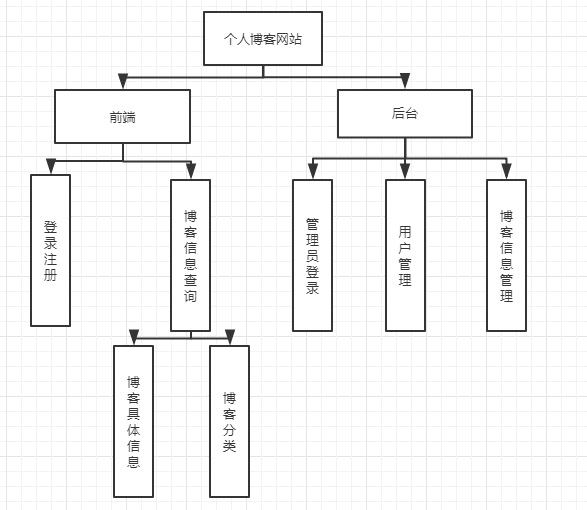 个人博客网站
前端
后台
登录注册
博客信息查询
管理员登录
用户管理
博客信息管理
博客具体信息
博客分类